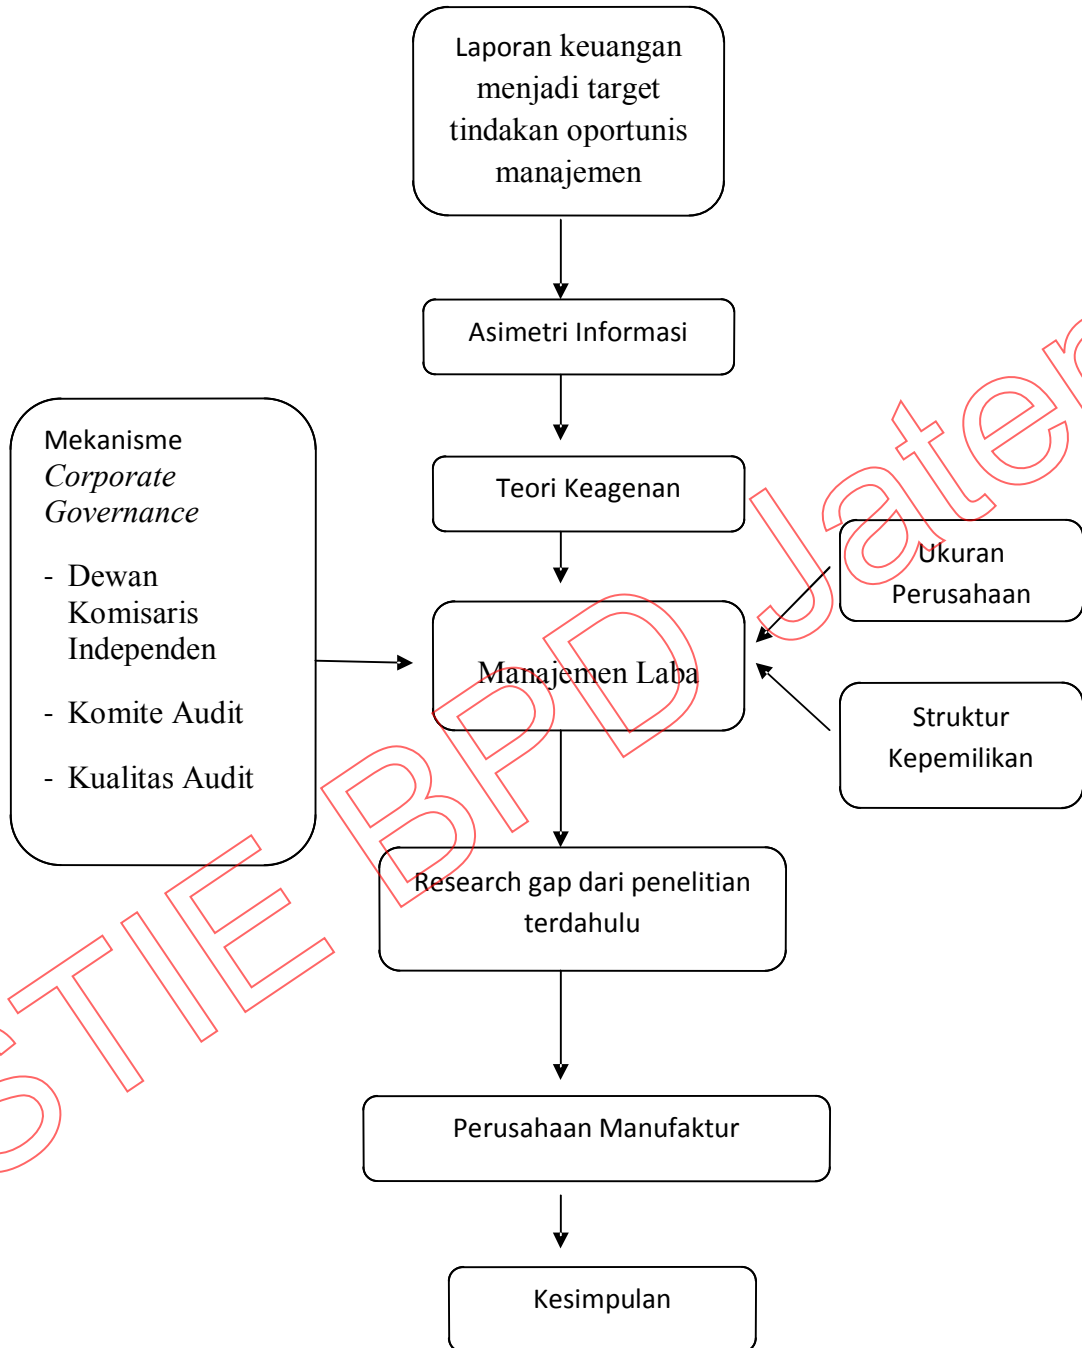 Laporan keuangan
menjadi target
tindakan oportunis
manajemen
Asimetri Informasi
Mekanisme
Corporate
Governance
- Dewan
Komisaris
Independen
- Komite Audit
- Kualitas Audit
Teori Keagenan
Ukuran
Perusahaan
Manajemen Laba
Struktur
Kepemilikan
Research gap dari penelitian
terdahulu
Perusahaan Manufaktur
Kesimpulan
STIE BPD Jaten